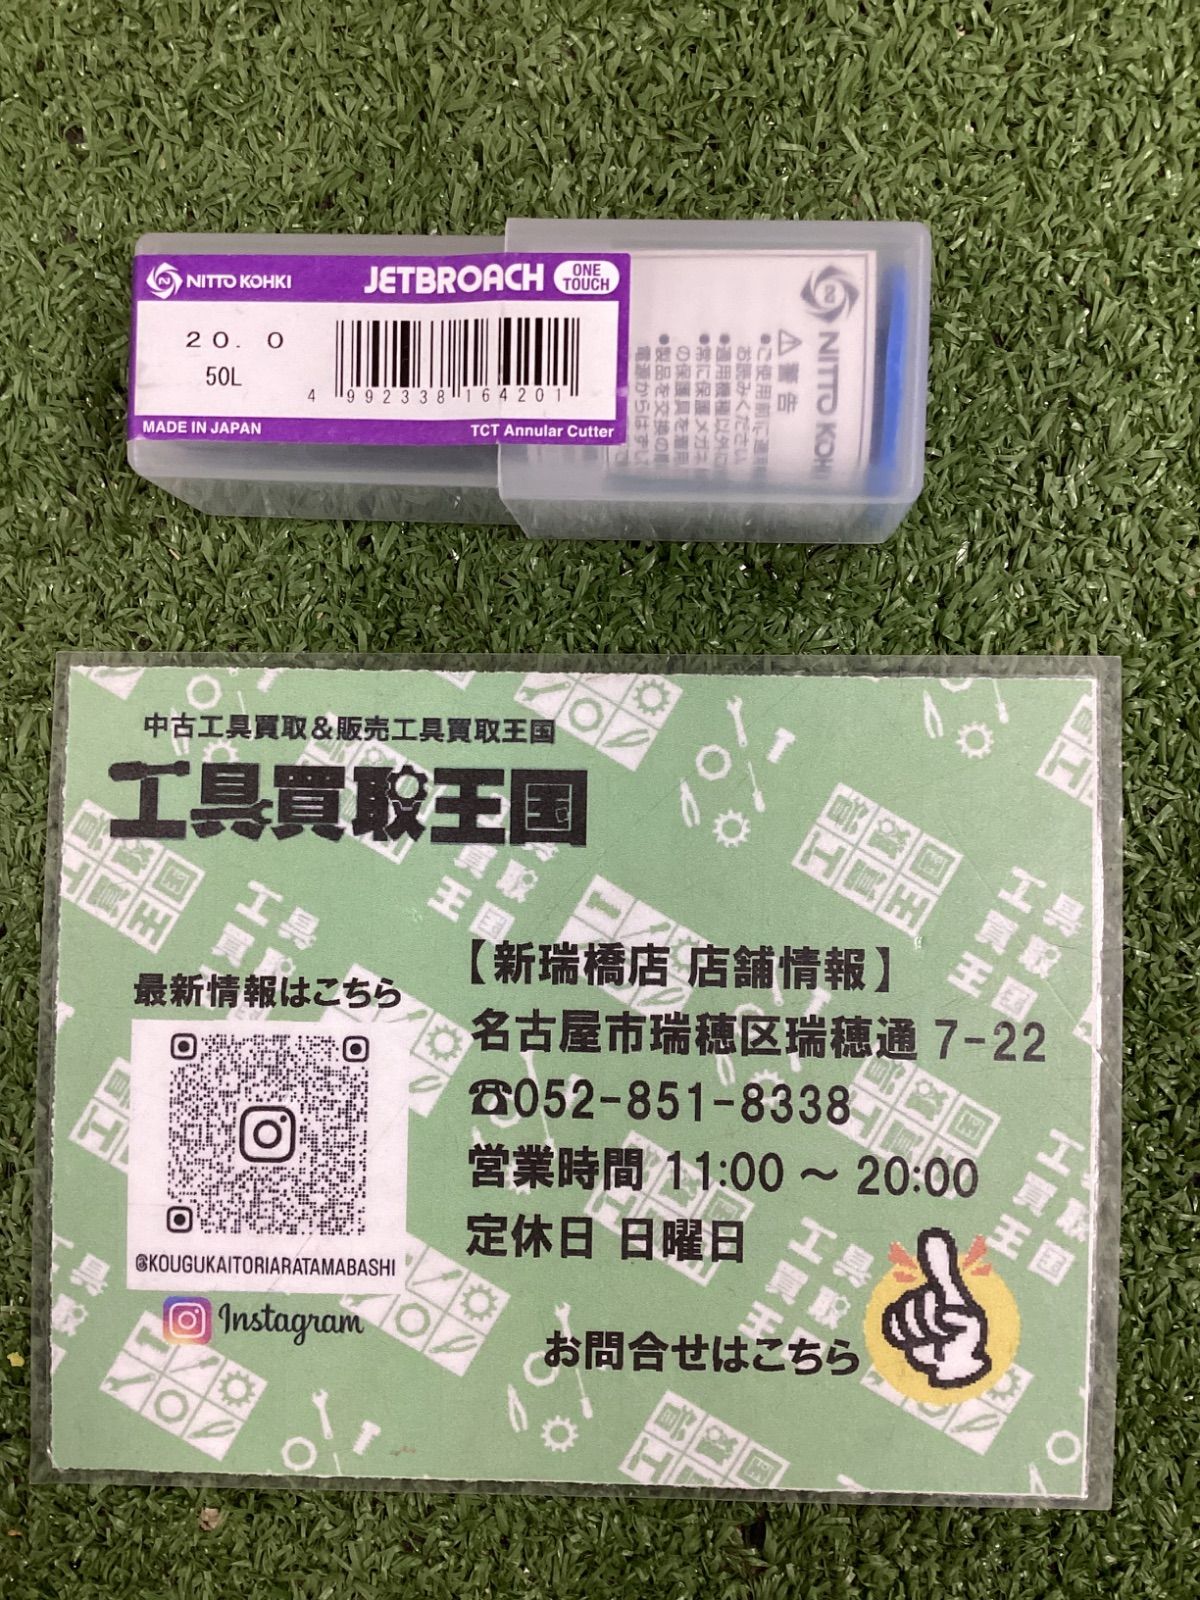 NITTO KOHKI
JETBROACH
ONE TOUCH
20.0
50L
4 992338 164201
MADE IN JAPAN
TCT Annular Cutter
NITTO KOH
警告
中古工具買取&販売工具買取王国
工具買取王国
最新情報はこちら
@KOUGUKAITORIARATAMABASHI
Instagram
【新瑞橋店 店舗情報】
名古屋市瑞穂区瑞穂通 7-22
☎052-851-8338
営業時間 11:00 ~ 20:00
定休日 日曜日
お問合せはこちら